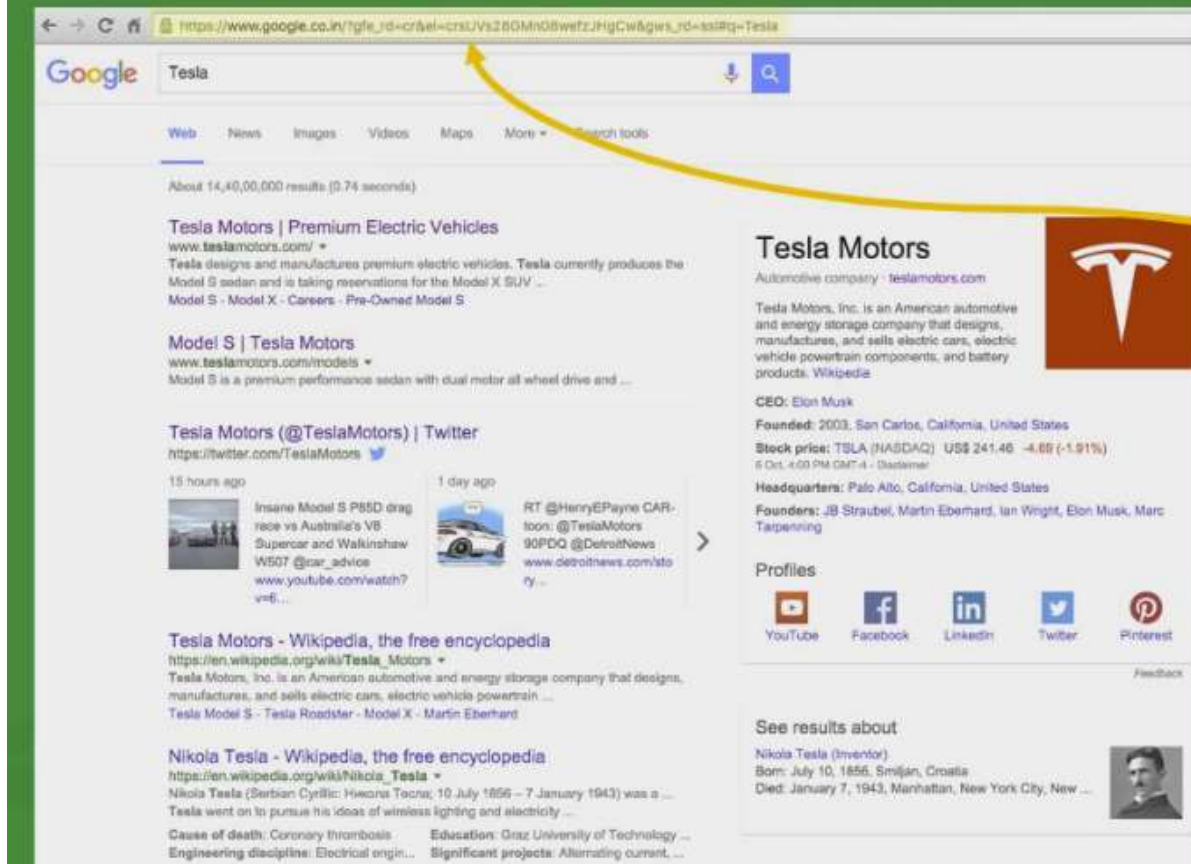 https://www.google.co.in/?gfe_rd=cr&ei=
Google
Tesla
Web News Images Videos Maps More Search tools
About 14,40,00,000 results (0.74 seconds)
Tesla Motors | Premium Electric Vehicles
www.teslamotors.com/
Tesla designs and manufactures premium electric vehicles. Tesla currently produces the
Model S sedan and is taking reservations for the Model X SUV ...
Model S - Model X - Careers - Pre-Owned Model S
Model S | Tesla Motors
www.teslamotors.com/models
Model S is a premium performance sedan with dual motor all wheel drive and ...
Tesla Motors (@TeslaMotors) | Twitter
https://twitter.com/TeslaMotors
15 hours ago
Insane Model S P85D drag
race vs Australia's V8
Supercar and Walkinshaw
W507 @car_advice
www.youtube.com/watch?
v=6...
1 day ago
RT @HenryEPayne CAR-
toon: @TeslaMotors
90PDQ @DetroitNews
www.detroitnews.com/sto
ry...
Tesla Motors - Wikipedia, the free encyclopedia
https://en.wikipedia.org/wiki/Tesla_Motors
Tesla Motors, Inc. is an American automotive and energy storage company that designs,
manufactures, and sells electric cars, electric vehicle powertrain ...
Tesla Model S - Tesla Roadster - Model X - Martin Eberhard
Nikola Tesla - Wikipedia, the free encyclopedia
https://en.wikipedia.org/wiki/Nikola_Tesla
Nikola Tesla (Serbian Cyrillic: Никола Тесла; 10 July 1856 – 7 January 1943) was a ...
Tesla went on to pursue his ideas of wireless lighting and electricity ...
Cause of death: Coronary thrombosis Education: Graz University of Technology ...
Engineering discipline: Electrical engin... Significant projects: Alternating current, ...
Tesla Motors
Automotive company · teslamotors.com
Tesla Motors, Inc. is an American automotive
and energy storage company that designs,
manufactures, and sells electric cars, electric
vehicle powertrain components, and battery
products. Wikipedia
CEO: Elon Musk
Founded: 2003, San Carlos, California, United States
Stock price: TSLA (NASDAQ) US$ 241.46 -4.69 (-1.91%)
6 Oct, 4:00 PM GMT-4 - Disclaimer
Headquarters: Palo Alto, California, United States
Founders: JB Straubel, Martin Eberhard, Ian Wright, Elon Musk, Marc
Tarpenning
Profiles
YouTube Facebook LinkedIn Twitter Pinterest
Feedback
See results about
Nikola Tesla (Inventor)
Born: July 10, 1856, Smiljan, Croatia
Died: January 7, 1943, Manhattan, New York City, New ...